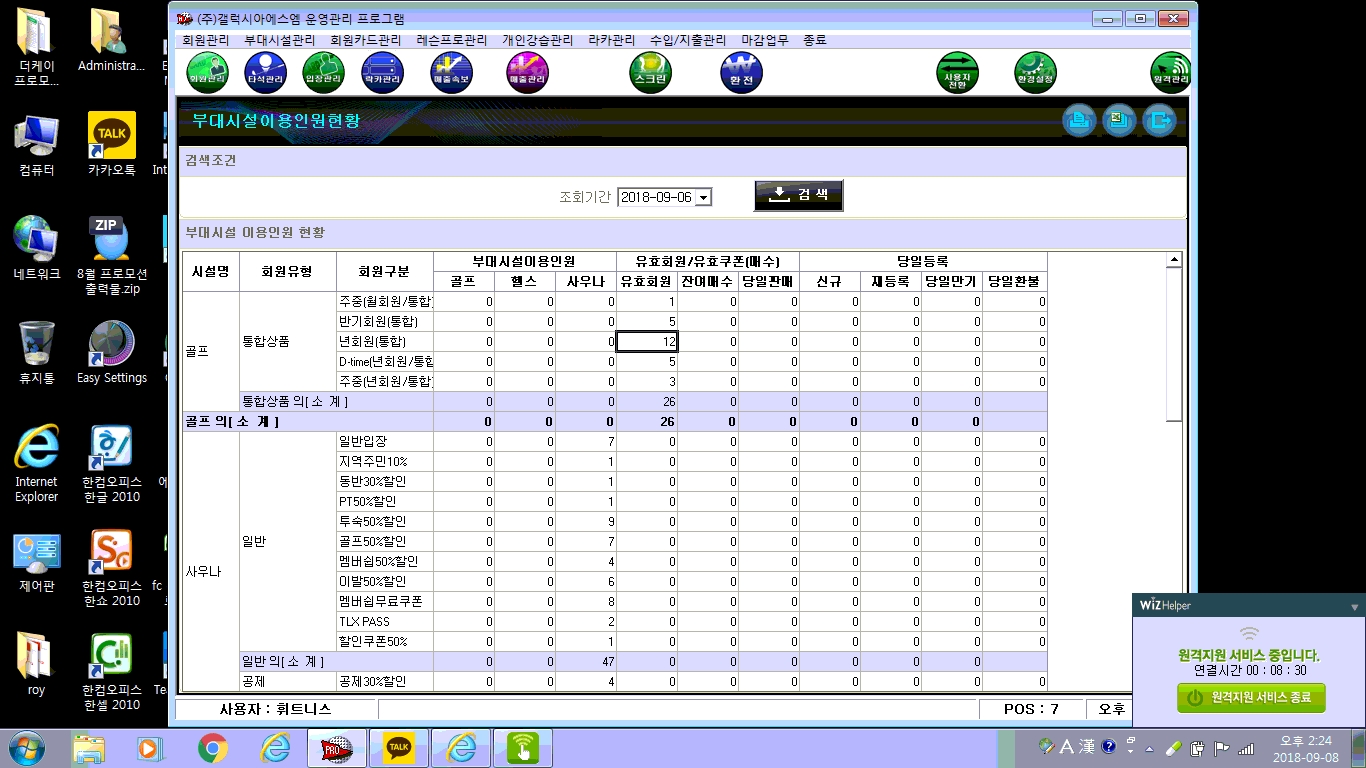 더케이 프로모...
Administra...
컴퓨터
TALK
카카오톡
네트워크
ZIP
8월 프로모션 출력물.zip
휴지통
Easy Settings
Internet Explorer
한컴오피스 한글 2010
제어판
한컴오피스 한쇼 2010
roy
한컴오피스 한셀 2010
Int
fc
Tea
(주)갤럭시아에스엠 운영관리 프로그램
회원관리 부대시설관리 회원카드관리 레슨프로관리 개인강습관리 라카관리 수입/지출관리 마감업무 종료
회원관리 타석관리 입장관리 락카관리 매출속보 매출관리 스크린 환 전 사용자전환 환경설정 원격관리
부대시설이용인원현황
검색조건
조회기간 2018-09-06 검 색
부대시설 이용인원 현황
시설명 회원유형 회원구분 부대시설이용인원 유효회원/유효쿠폰(매수) 당일등록
골프 헬스 사우나 유효회원 잔여매수 당일판매 신규 재등록 당일만기 당일환불
골프 통합상품 주중(월회원/통합) 0 0 0 1 0 0 0 0 0 0
반기회원(통합) 0 0 0 5 0 0 0 0 0 0
년회원(통합) 0 0 0 12 0 0 0 0 0 0
D-time(년회원/통합 0 0 0 5 0 0 0 0 0 0
주중(년회원/통합) 0 0 0 3 0 0 0 0 0 0
통합상품 의[ 소 계 ] 0 0 0 26 0 0 0 0 0
골프 의[ 소 계 ] 0 0 0 26 0 0 0 0 0
사우나 일반 일반입장 0 0 7 0 0 0 0 0 0 0
지역주민10% 0 0 1 0 0 0 0 0 0 0
동반30%할인 0 0 1 0 0 0 0 0 0 0
PT50%할인 0 0 1 0 0 0 0 0 0 0
투숙50%할인 0 0 9 0 0 0 0 0 0 0
골프50%할인 0 0 7 0 0 0 0 0 0 0
멤버쉽50%할인 0 0 4 0 0 0 0 0 0 0
이발50%할인 0 0 6 0 0 0 0 0 0 0
멤버쉽무료쿠폰 0 0 8 0 0 0 0 0 0 0
TLX PASS 0 0 2 0 0 0 0 0 0 0
할인쿠폰50% 0 0 1 0 0 0 0 0 0 0
일반 의[ 소 계 ] 0 0 47 0 0 0 0 0 0
공제 공제30%할인 0 0 4 0 0 0 0 0 0 0
사용자 : 휘트니스 POS : 7 오후
WIZHelper
원격지원 서비스 중입니다.
연결시간 00 : 08 : 30
원격지원 서비스 종료
PRO
TALK
A 漢
오후 2:24
2018-09-08